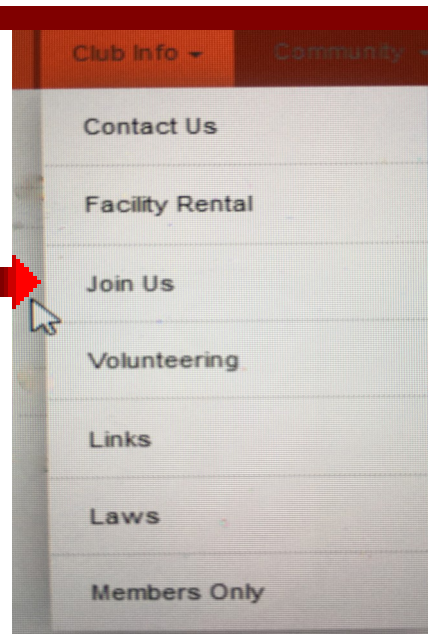 Club Info
Community
Contact Us
Facility Rental
Join Us
Volunteering
Links
Laws
Members Only